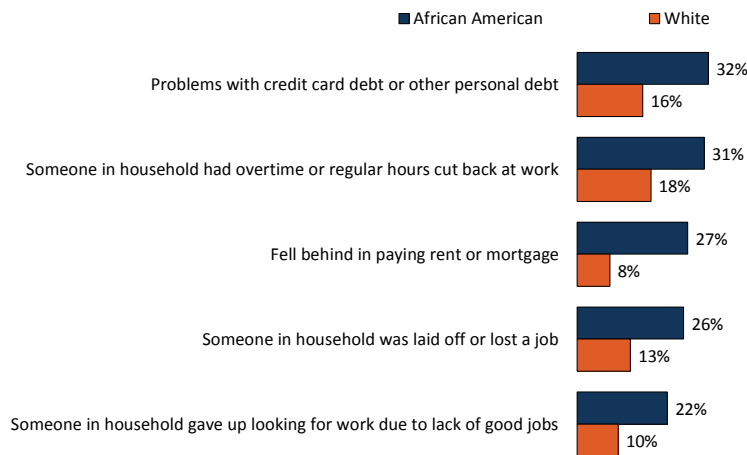 African American White
Problems with credit card debt or other personal debt
32%
16%
Someone in household had overtime or regular hours cut back at work
31%
18%
Fell behind in paying rent or mortgage
27%
8%
Someone in household was laid off or lost a job
26%
13%
Someone in household gave up looking for work due to lack of good jobs
22%
10%